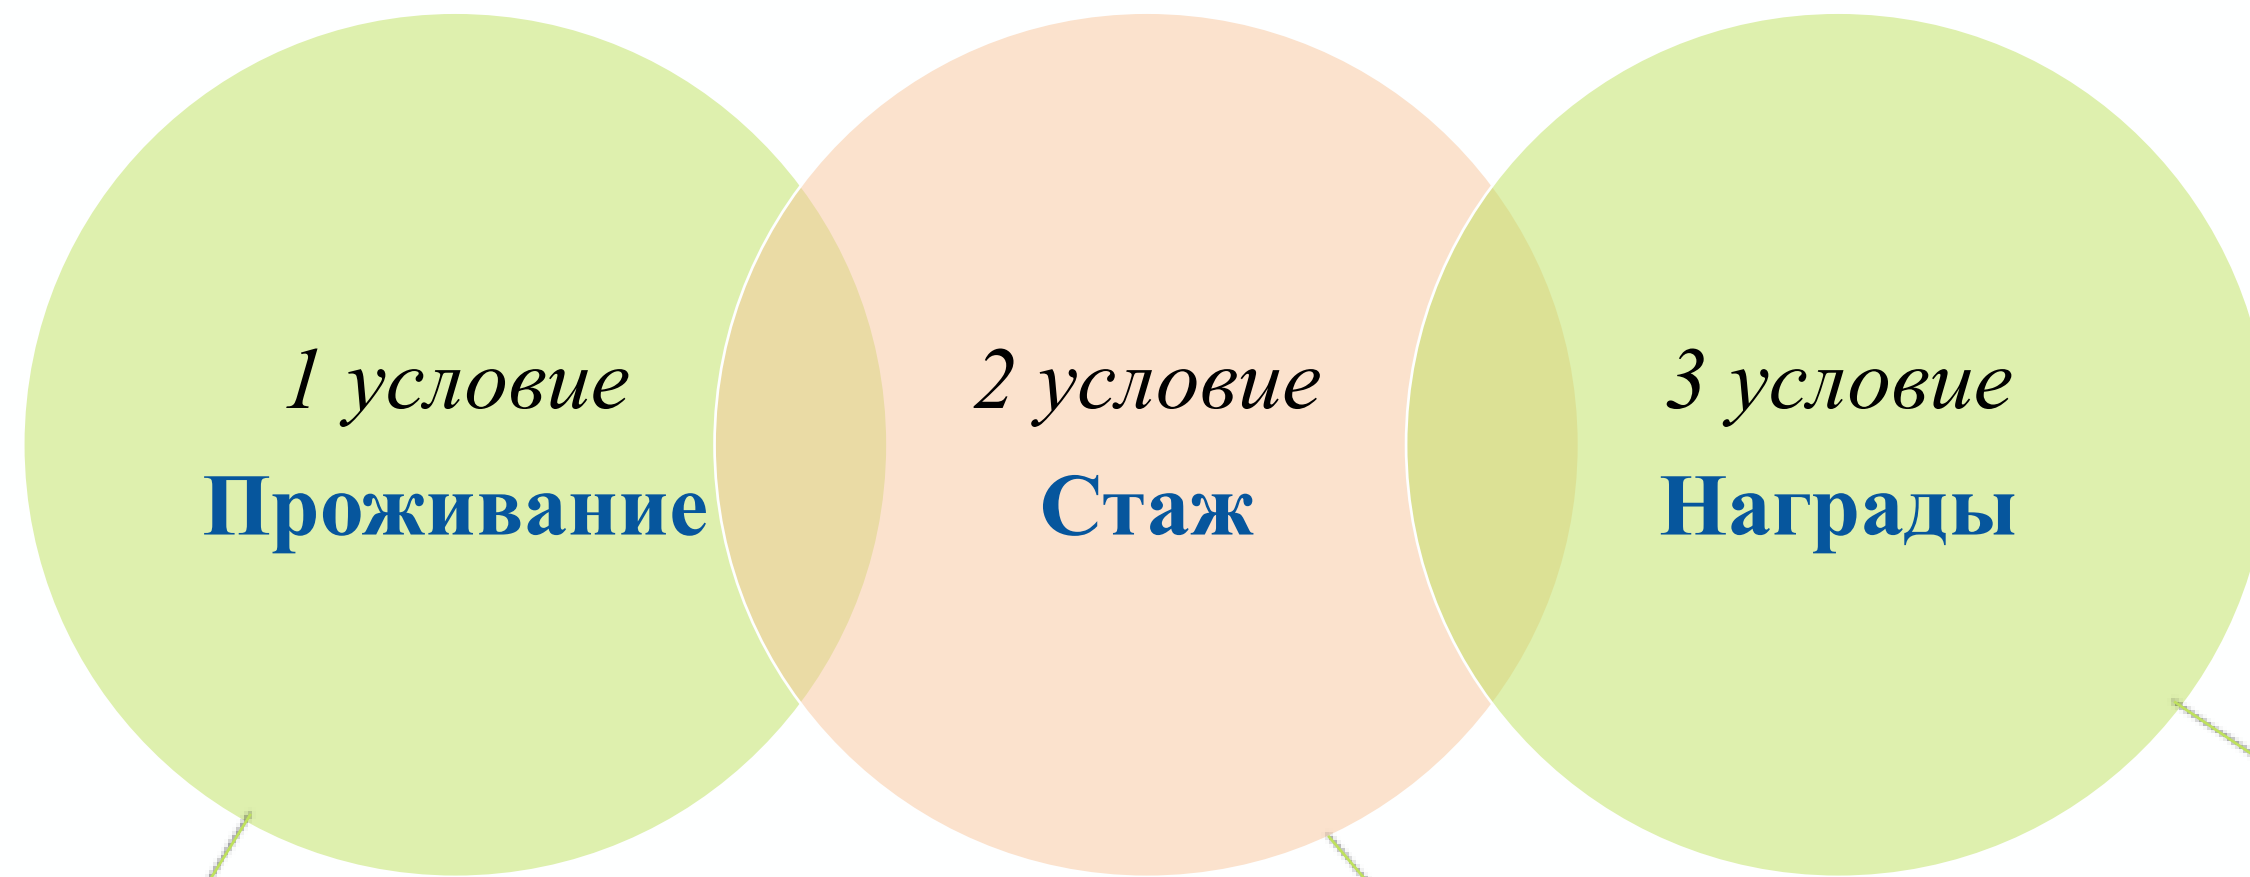 1 условие
Проживание
2 условие
Стаж
3 условие
Награды